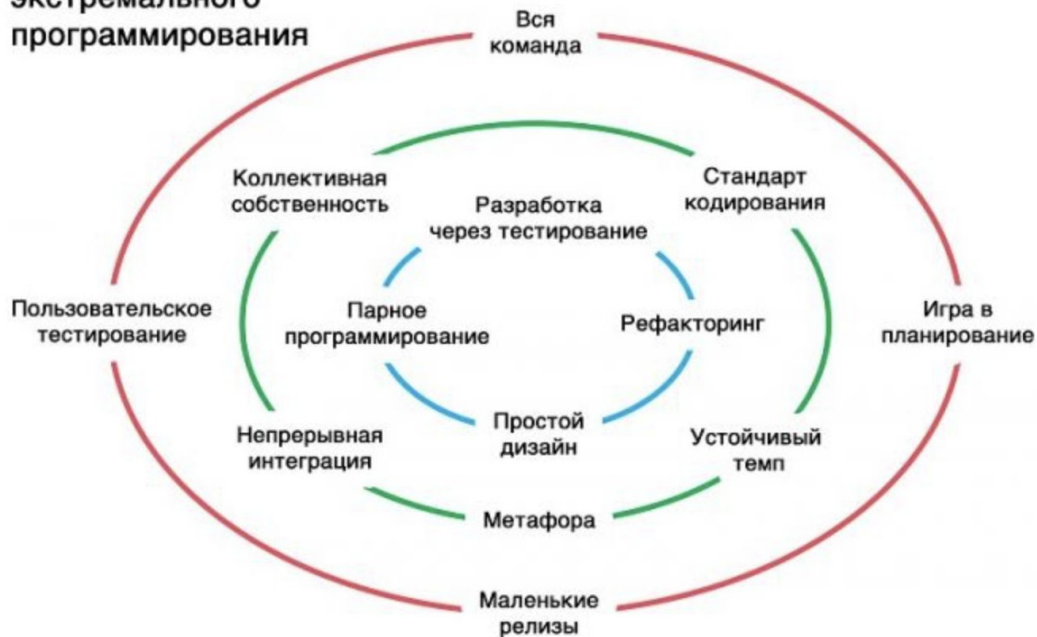 экстремального
программирования
Вся
команда
Коллективная
собственность
Стандарт
кодирования
Разработка
через тестирование
Пользовательское
тестирование
Парное
программирование
Рефакторинг
Игра в
планирование
Непрерывная
интеграция
Простой
дизайн
Устойчивый
темп
Метафора
Маленькие
релизы